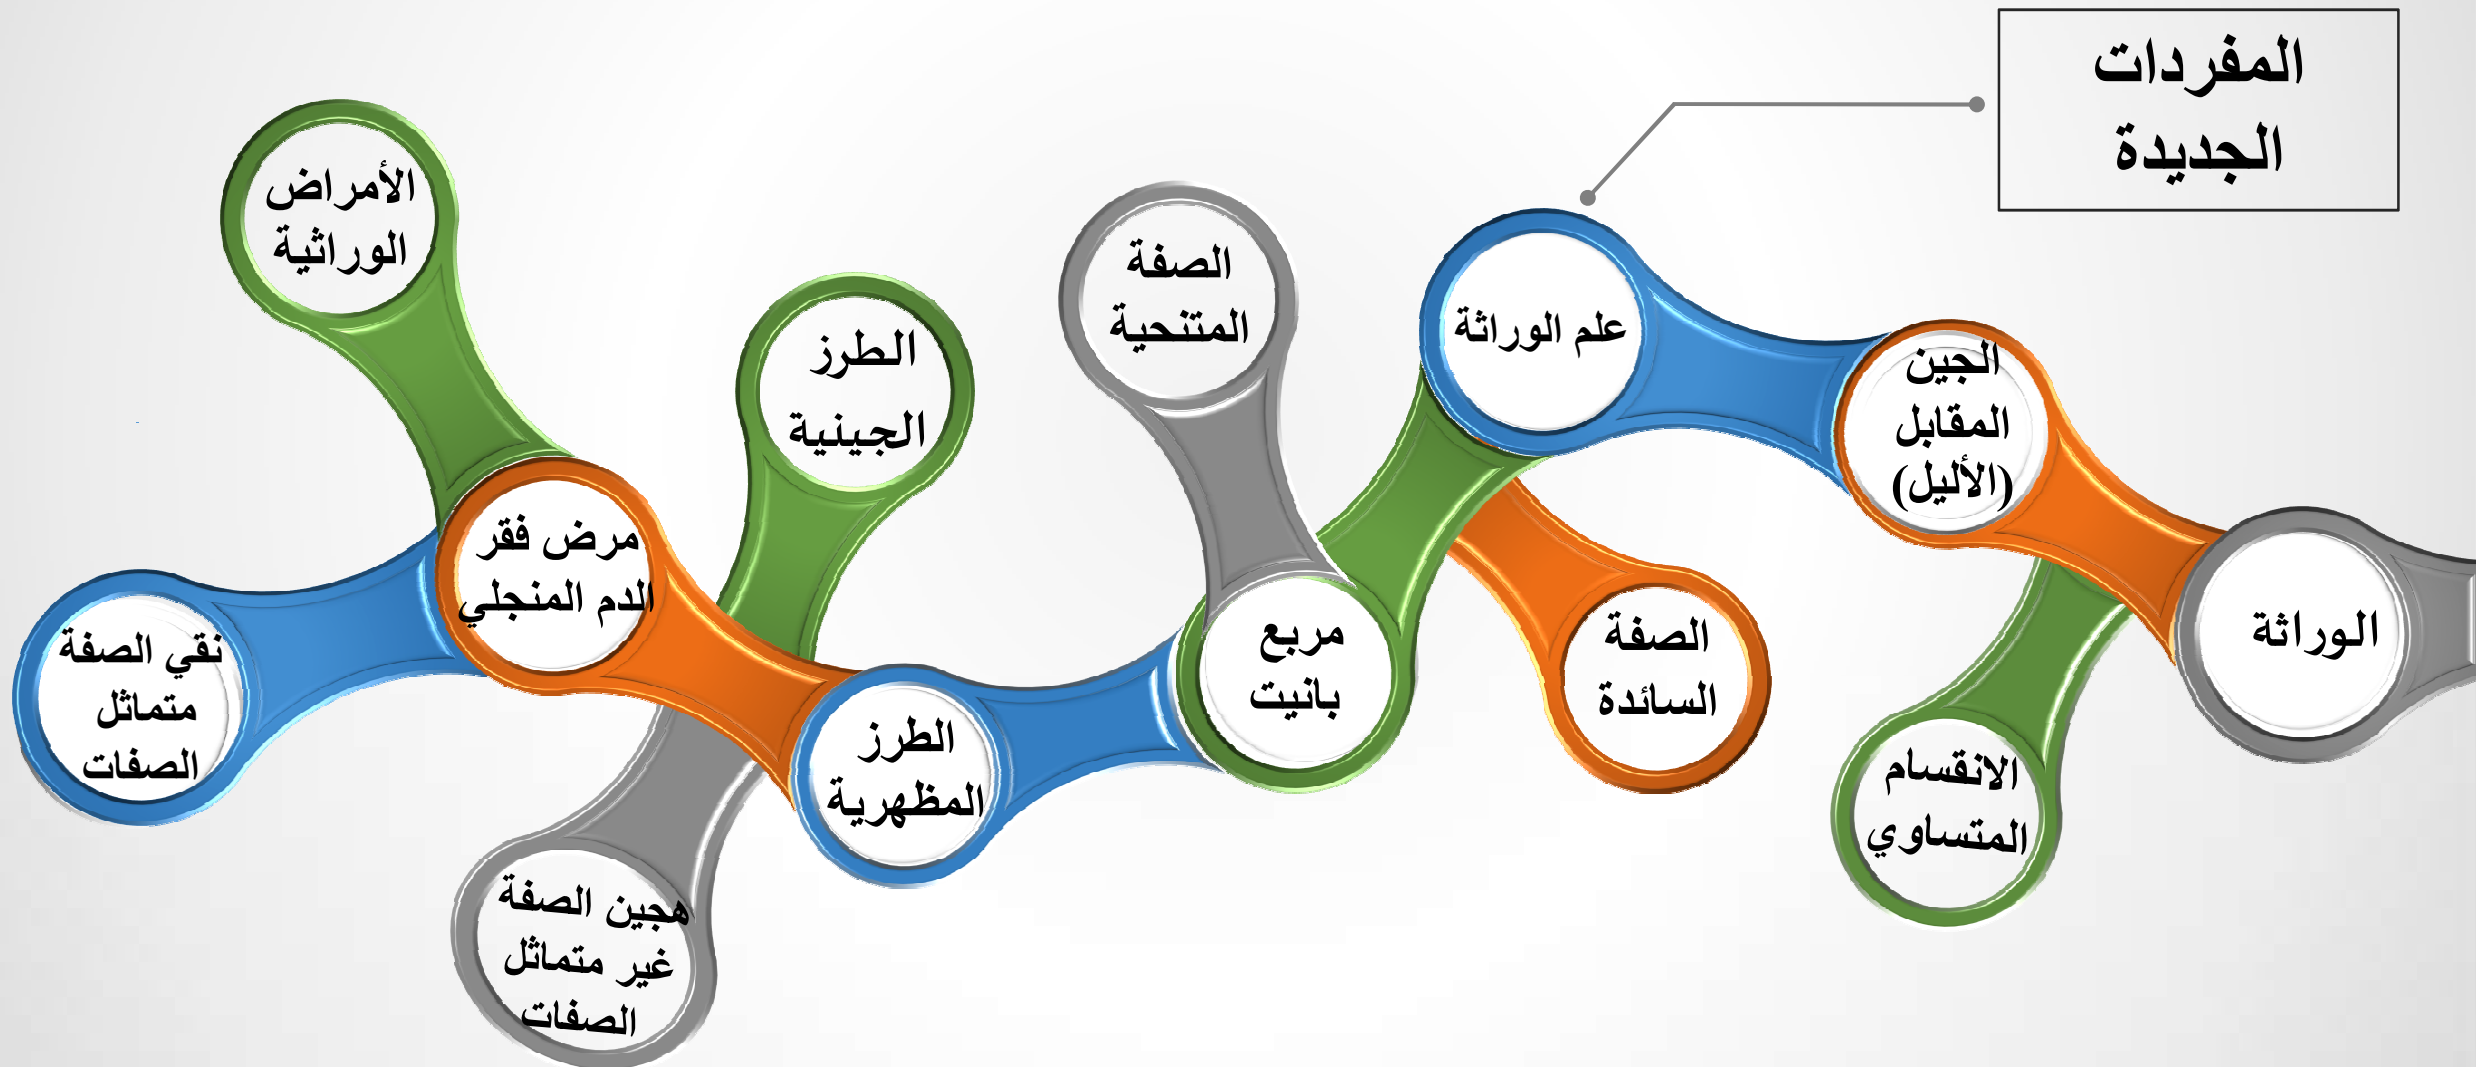 المفردات
الجديدة
الوراثة
الجين
المقابل
(الأليل)
الانقسام
المتساوي
علم الوراثة
الصفة
السائدة
الصفة
المتنحية
مربع
بانيت
الطرز
المظهرية
الطرز
الجينية
مرض فقر
الدم المنجلي
هجين الصفة
غير متماثل
الصفات
الأمراض
الوراثية
نقي الصفة
متماثل
الصفات